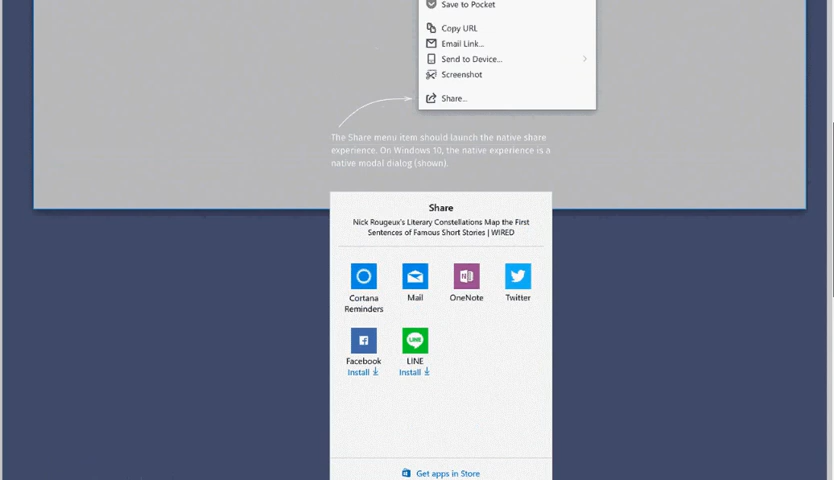 Save to Pocket
Copy URL
Email Link...
Send to Device...
Screenshot
Share...
The Share menu item should launch the native share
experience. On Windows 10, the native experience is a
native modal dialog (shown).
Share
Nick Rougeux's Literary Constellations Map the First
Sentences of Famous Short Stories | WIRED
Cortana Mail OneNote Twitter
Reminders
Facebook LINE
Install Install
Get apps in Store